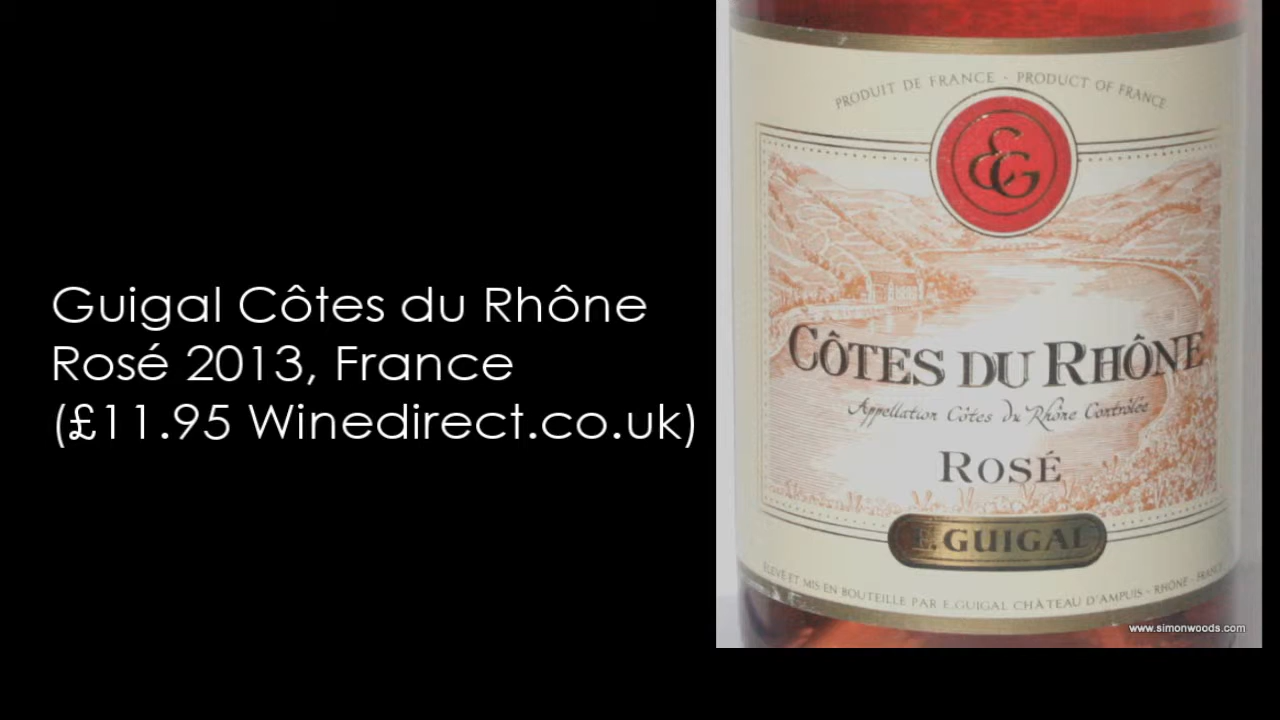 Guigal Côtes du Rhône
Rosé 2013, France
(£11.95 Winedirect.co.uk)
PRODUIT DE FRANCE · PRODUCT OF FRANCE
EG
CÔTES DU RHÔNE
Appellation Côtes du Rhône Contrôlée
ROSÉ
E.GUIGAL
ÉLEVÉ ET MIS EN BOUTEILLE PAR E.GUIGAL CHÂTEAU D'AMPUIS - RHÔNE - FRANCE
www.simonwoods.com